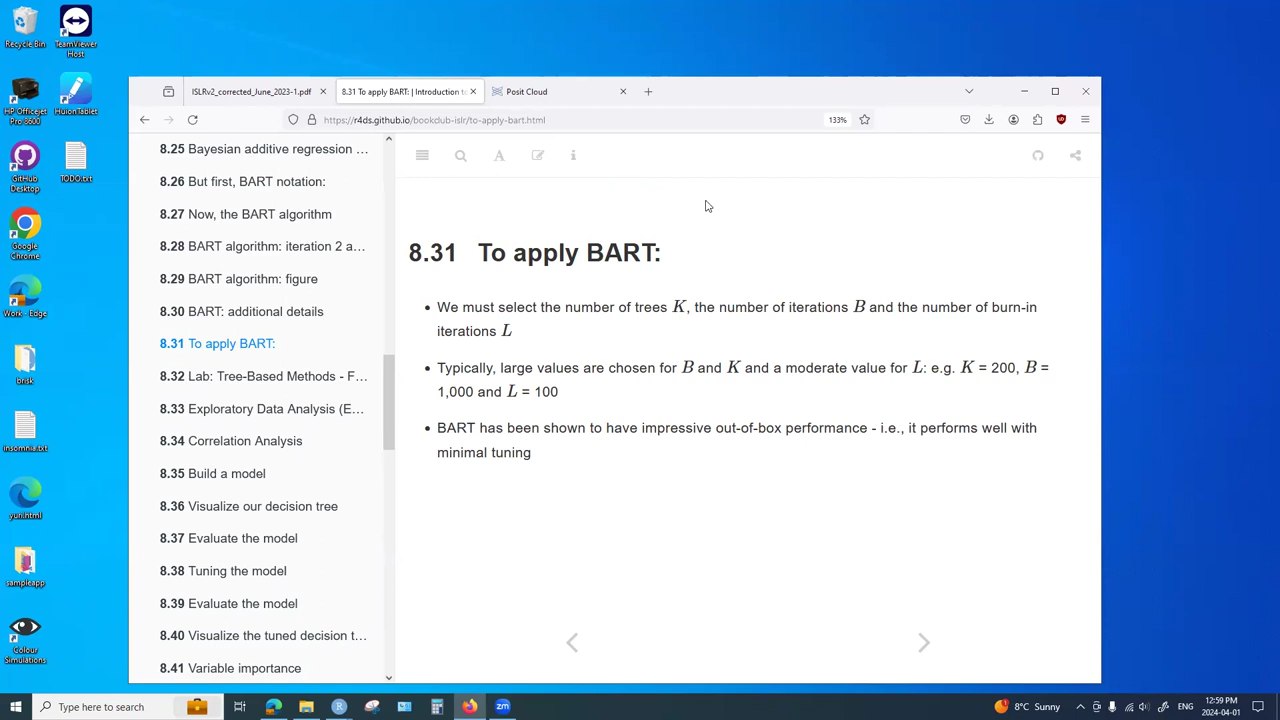 Recycle Bin
TeamViewer
Host
HP Officejet
Pro 8600
HuionTablet
GitHub
Desktop
TODO.txt
Google
Chrome
Work - Edge
brisk
insomnia.txt
yuri.html
sampleapp
Colour
Simulations
ISLRv2_corrected_June_2023-1.pdf
8.31 To apply BART: | Introduction to
Posit Cloud
https://r4ds.github.io/bookclub-islr/to-apply-bart.html
133%
8.25 Bayesian additive regression …
8.26 But first, BART notation:
8.27 Now, the BART algorithm
8.28 BART algorithm: iteration 2 a…
8.29 BART algorithm: figure
8.30 BART: additional details
8.31 To apply BART:
8.32 Lab: Tree-Based Methods - F…
8.33 Exploratory Data Analysis (E…
8.34 Correlation Analysis
8.35 Build a model
8.36 Visualize our decision tree
8.37 Evaluate the model
8.38 Tuning the model
8.39 Evaluate the model
8.40 Visualize the tuned decision t…
8.41 Variable importance
8.31 To apply BART:
• We must select the number of trees K, the number of iterations B and the number of burn-in
iterations L
• Typically, large values are chosen for B and K and a moderate value for L: e.g. K = 200, B =
1,000 and L = 100
• BART has been shown to have impressive out-of-box performance - i.e., it performs well with
minimal tuning
Type here to search
zm
8°C Sunny
12:59 PM
2024-04-01